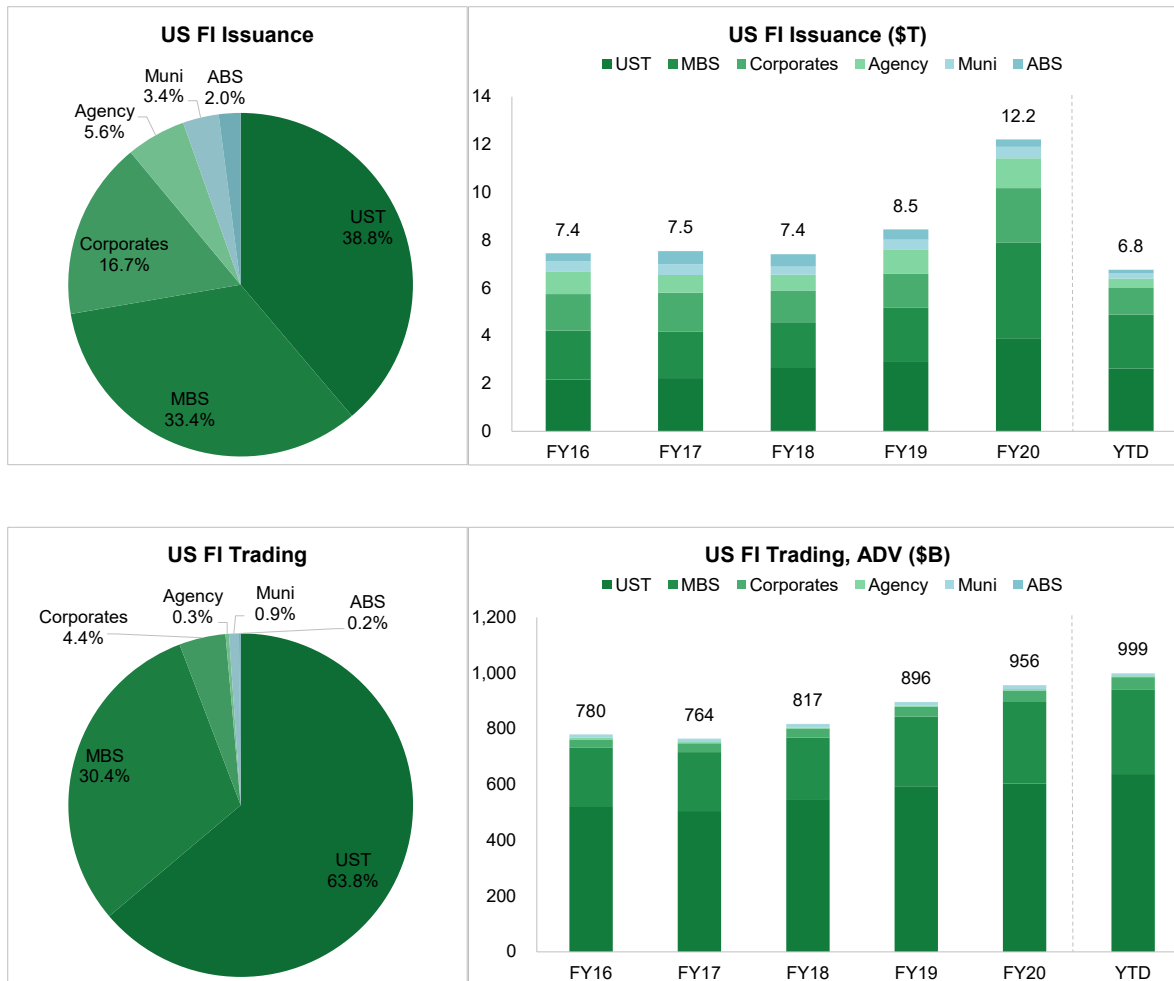 US FI Issuance
ABS
2.0%
Muni
3.4%
Agency
5.6%
Corporates
16.7%
UST
38.8%
MBS
33.4%
US FI Issuance ($T)
UST MBS Corporates Agency Muni ABS
14
12
10
8
6
4
2
0
7.4
7.5
7.4
8.5
12.2
6.8
FY16 FY17 FY18 FY19 FY20 YTD
US FI Trading
Corporates
4.4%
Agency
0.3%
Muni
0.9%
ABS
0.2%
MBS
30.4%
UST
63.8%
US FI Trading, ADV ($B)
UST MBS Corporates Agency Muni ABS
1,200
1,000
800
600
400
200
0
780
764
817
896
956
999
FY16 FY17 FY18 FY19 FY20 YTD